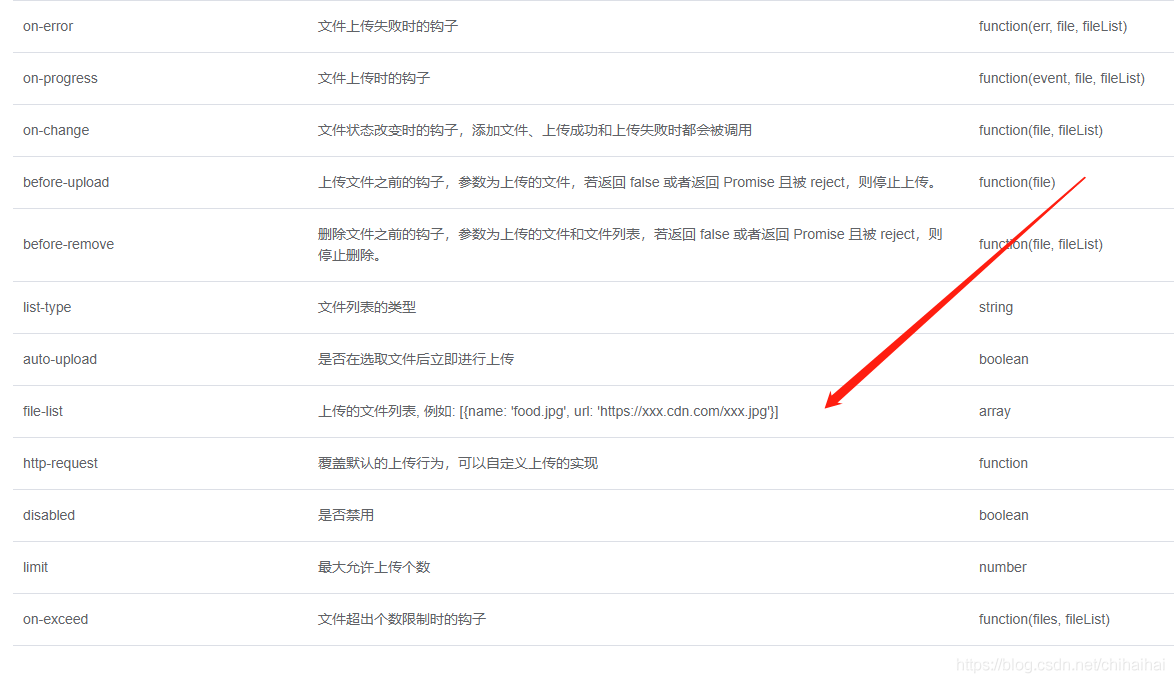 on-error 文件上传失败时的钩子 function(err, file, fileList)
on-progress 文件上传时的钩子 function(event, file, fileList)
on-change 文件状态改变时的钩子，添加文件、上传成功和上传失败时都会被调用 function(file, fileList)
before-upload 上传文件之前的钩子，参数为上传的文件，若返回 false 或者返回 Promise 且被 reject，则停止上传。 function(file)
before-remove 删除文件之前的钩子，参数为上传的文件和文件列表，若返回 false 或者返回 Promise 且被 reject，则 function(file, fileList)
停止删除。
list-type 文件列表的类型 string
auto-upload 是否在选取文件后立即进行上传 boolean
file-list 上传的文件列表, 例如: [{name: 'food.jpg', url: 'https://xxx.cdn.com/xxx.jpg'}] array
http-request 覆盖默认的上传行为，可以自定义上传的实现 function
disabled 是否禁用 boolean
limit 最大允许上传个数 number
on-exceed 文件超出个数限制时的钩子 function(files, fileList)
https://blog.csdn.net/chihaihai